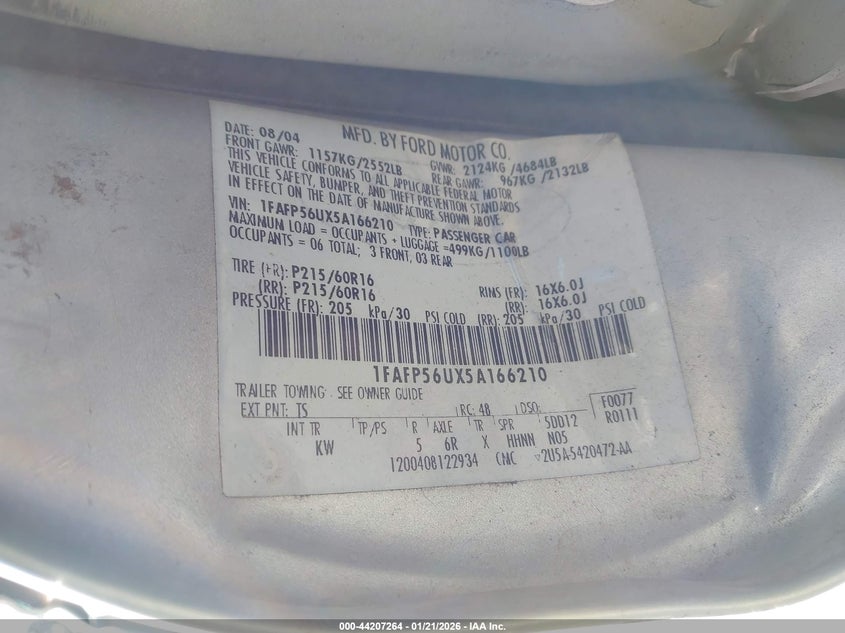 DATE: 08/04 MFD. BY FORD MOTOR CO.
FRONT GAWR: 1157KG/2552LB GVWR: 2124KG/4684LB
REAR GAWR: 967KG/2132LB
THIS VEHICLE CONFORMS TO ALL APPLICABLE FEDERAL MOTOR
VEHICLE SAFETY, BUMPER, AND THEFT PREVENTION STANDARDS
IN EFFECT ON THE DATE OF MANUFACTURE SHOWN ABOVE.
VIN: 1FAFP56UX5A166210 TYPE: PASSENGER CAR
MAXIMUM LOAD = OCCUPANTS + LUGGAGE =499KG/1100LB
OCCUPANTS = 06 TOTAL; 3 FRONT, 03 REAR
TIRE (FR): P215/60R16 RIMS (FR): 16X6.0J
(RR): P215/60R16 (RR): 16X6.0J
PRESSURE (FR): 205 kPa/30 PSI COLD (RR): 205 kPa/30 PSI COLD
1FAFP56UX5A166210
TRAILER TOWING - SEE OWNER GUIDE
EXT PNT: TS RC: 48 DSO: F0077
INT TR TP/PS R AXLE TR SPR 5DD12 R0111
KW 5 6R X HHNN N05
1200408122934 CMC 2U5A-5420472-AA
000-44207264 - 01/21/2026 - IAA Inc.